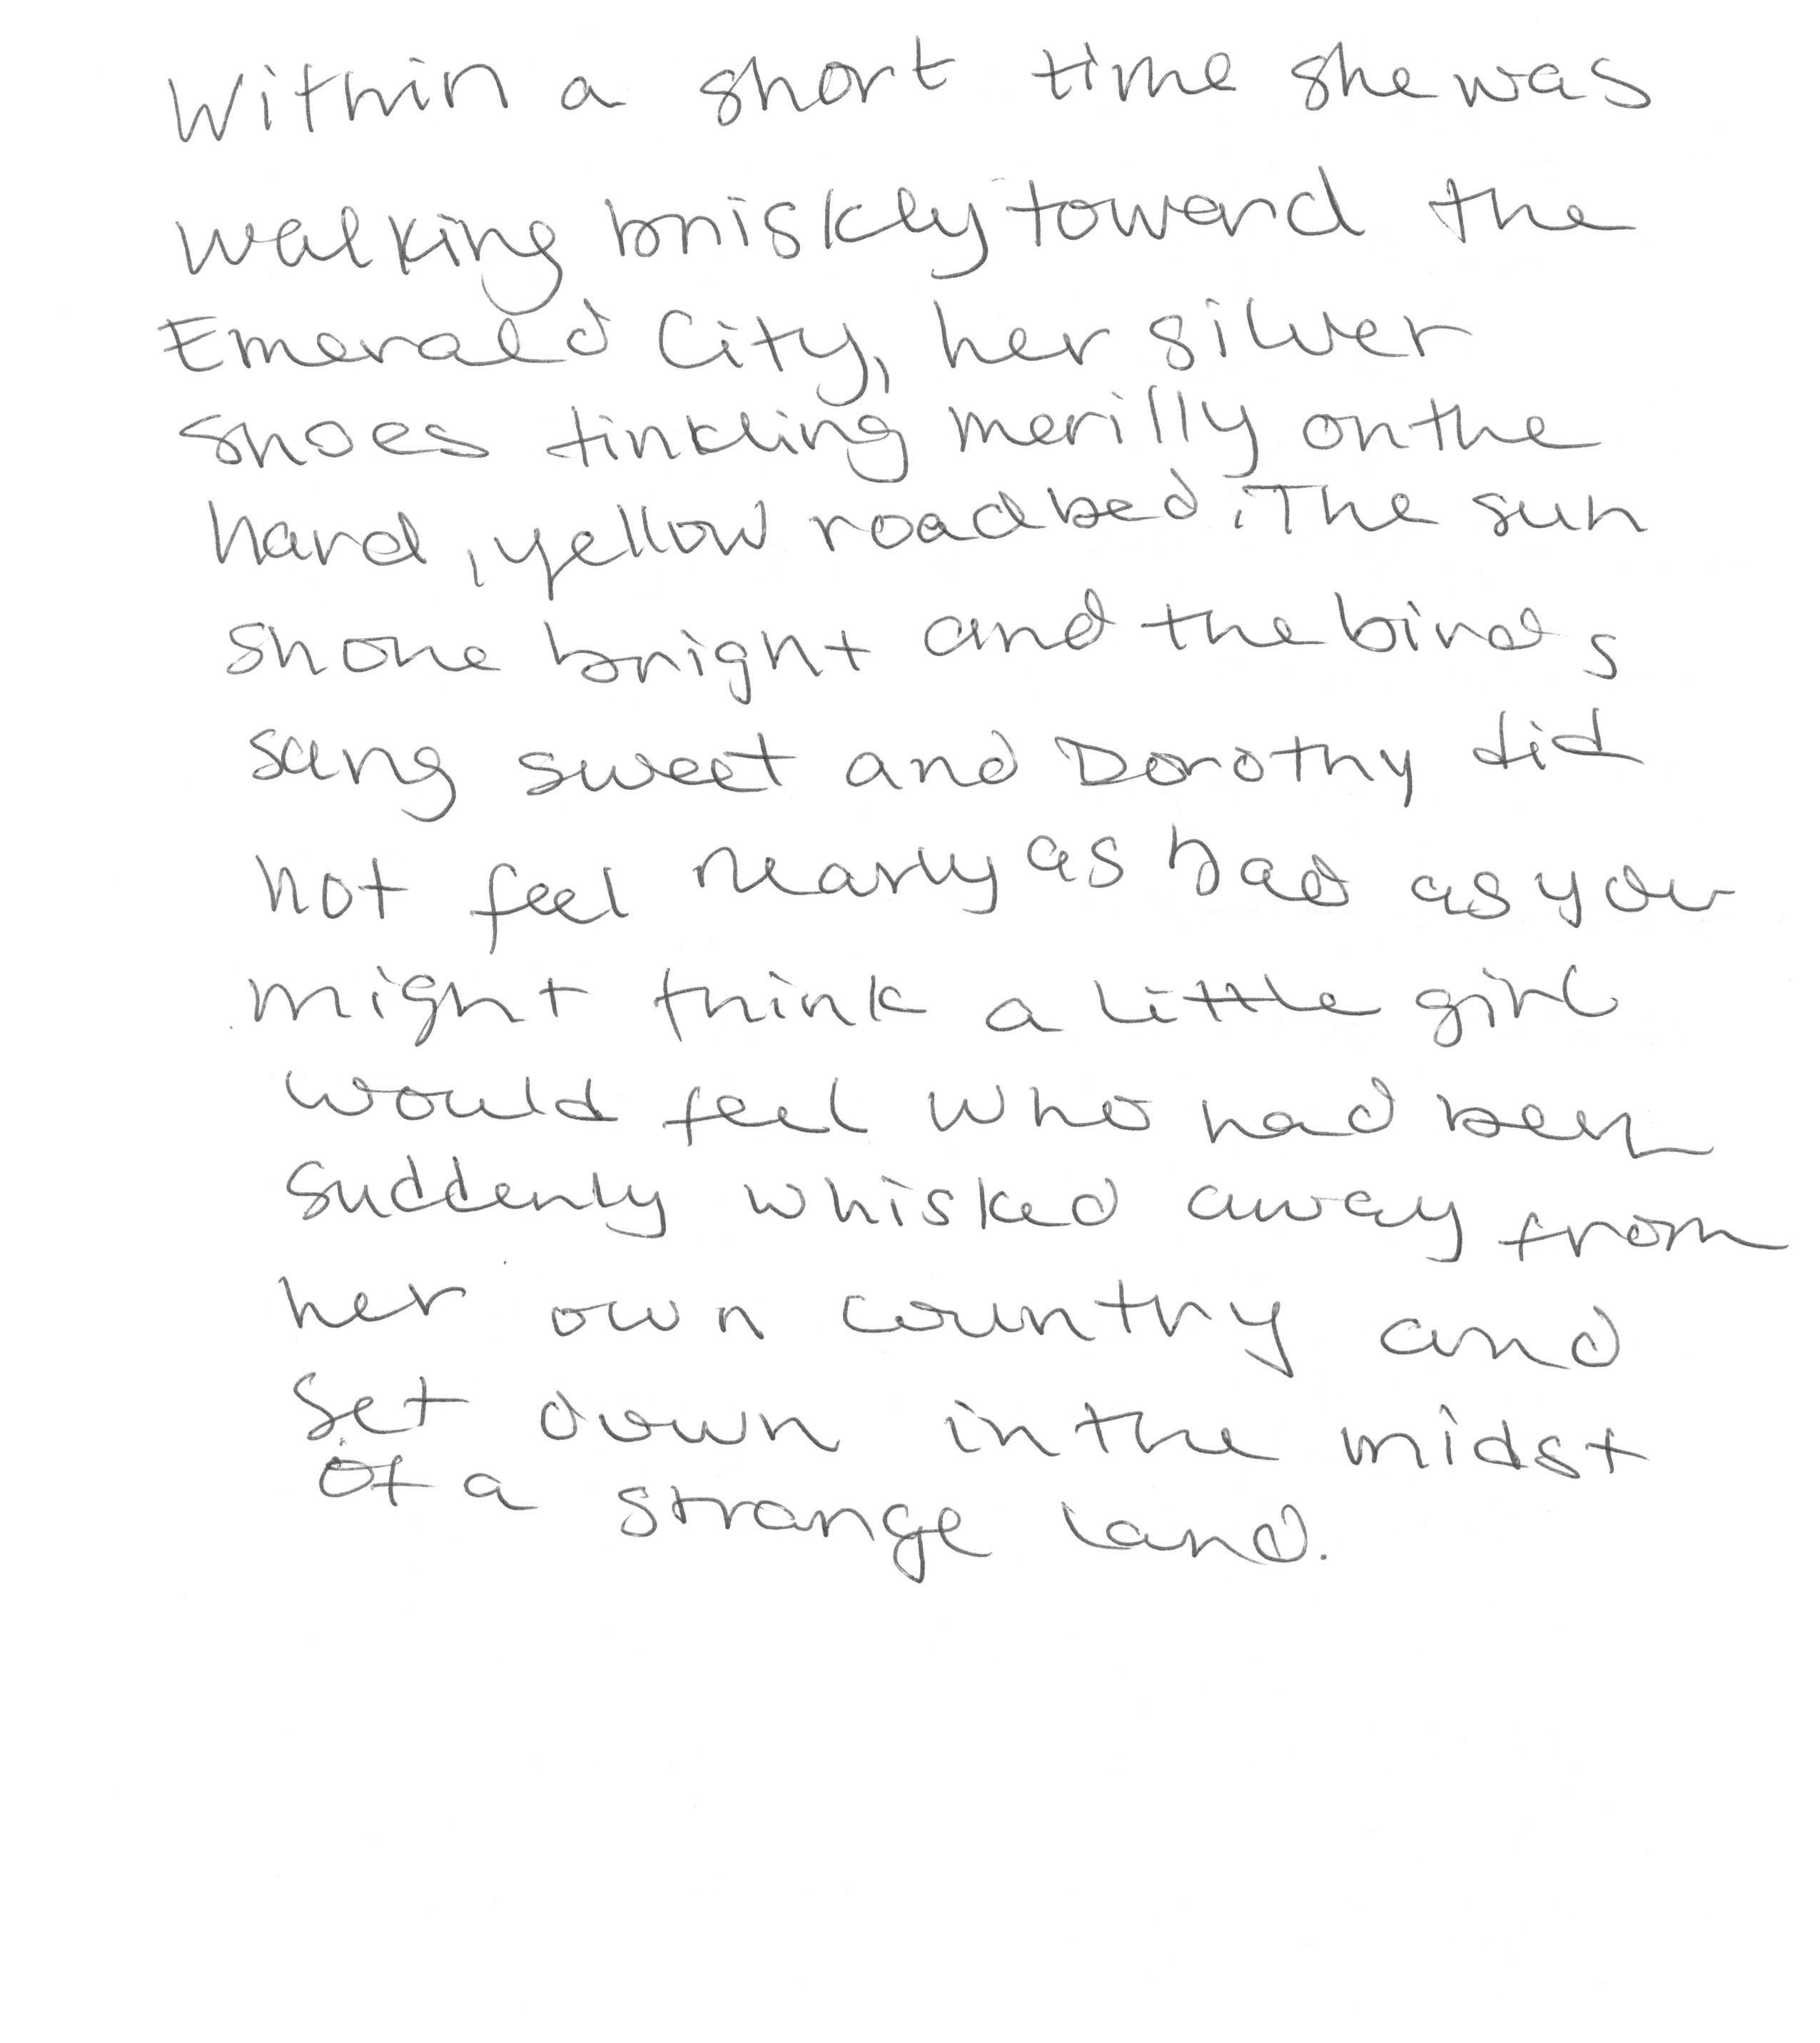 Within a short time she was
walking briskly toward the
Emerald City, her silver
shoes tinkling merilly on the
hard, yellow roadbed. The sun
shone bright and the birds
sang sweet and Dorothy did
not feel nearly as bad as you
might think a little girl
would feel who had been
suddenly whisked away from
her own country and
set down in the midst
of a strange land.